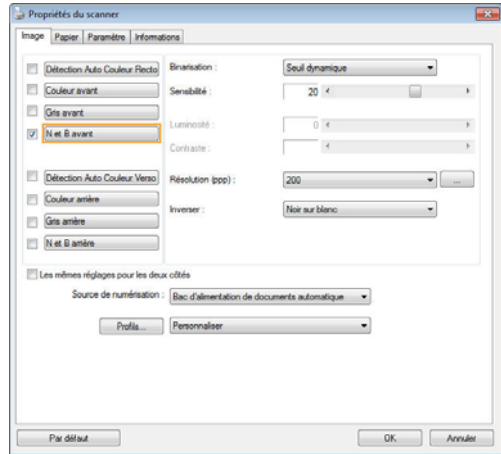 Propriétés du scanner
Image Papier Paramètre Informations
Détection Auto Couleur Recto
Couleur avant
Gris avant
N et B avant
Détection Auto Couleur Verso
Couleur arrière
Gris arrière
N et B arrière
Binarisation : Seuil dynamique
Sensibilité : 20
Luminosité : 0
Contraste :
Résolution (ppp) : 200 ...
Inverser : Noir sur blanc
Les mêmes réglages pour les deux côtés
Source de numérisation : Bac d'alimentation de documents automatique
Profils... Personnaliser
Par défaut OK Annuler